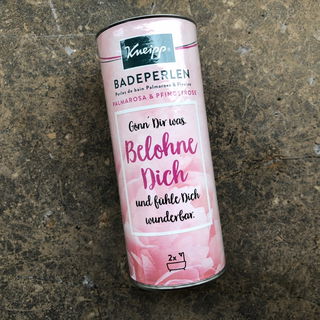 Kneipp®
BADEPERLEN
Perles de bain Palmarosa & Pivoine
PALMAROSA & PFINGSTROSE
Gönn' Dir was.
Belohne
Dich
und fühle Dich
wunderbar.
2x